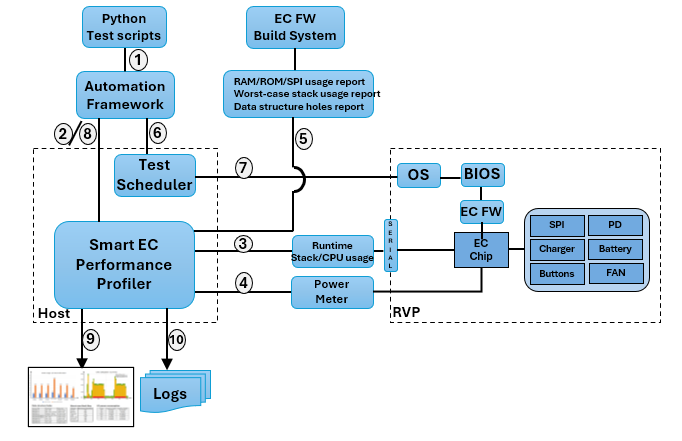 Python
Test scripts
EC FW
Build System
1
Automation
Framework
RAM/ROM/SPI usage report
Worst-case stack usage report
Data structure holes report
2
8
6
5
Test
Scheduler
7
OS
BIOS
EC FW
SERIAL
EC
Chip
SPI
PD
Charger
Battery
Buttons
FAN
Smart EC
Performance
Profiler
3
Runtime
Stack/CPU usage
4
Power
Meter
Host
RVP
9
10
Logs